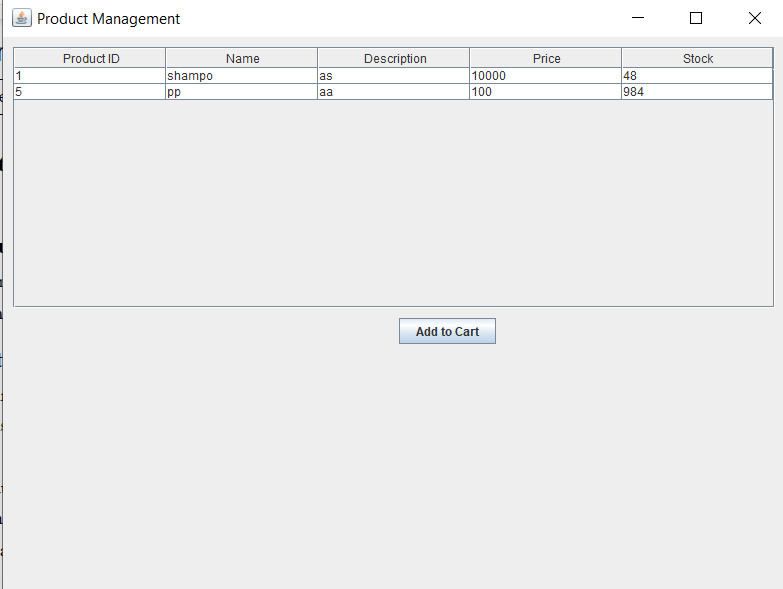 Product Management
Product ID Name Description Price Stock
1 shampo as 10000 48
5 pp aa 100 984
Add to Cart